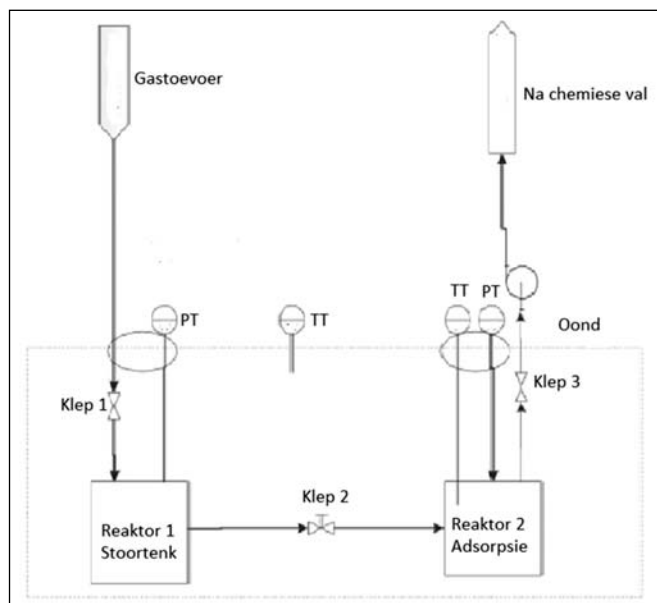 Gastoevoer
Na chemiese val
PT
TT
TT
PT
Oond
Klep 1
Klep 3
Klep 2
Reaktor 1
Stoortenk
Reaktor 2
Adsorpsie